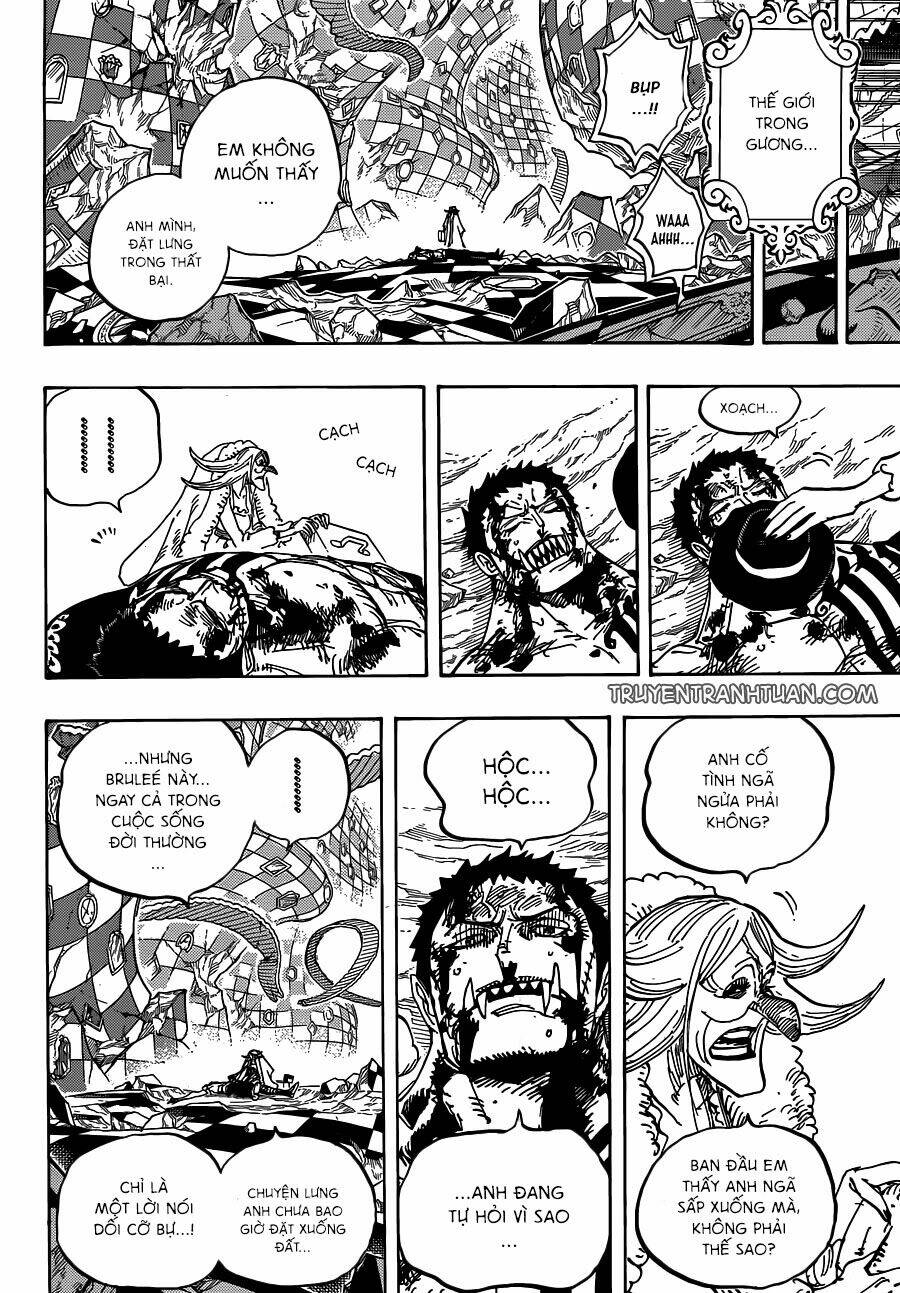 THẾ GIỚI
TRONG
GƯƠNG...
BỤP
...!!
WAAA
AHHH...
EM KHÔNG
MUỐN THẤY
...
ANH MÌNH,
ĐẶT LƯNG
TRONG THẤT
BẠI.
XOẠCH...
CẠCH
CẠCH
TRUYENTRANHTUAN.COM
ANH CỐ
TÌNH NGÃ
NGỬA PHẢI
KHÔNG?
BAN ĐẦU EM
THẤY ANH NGÃ
SẤP XUỐNG MÀ,
KHÔNG PHẢI
THẾ SAO?
HỘC...
HỘC...
...ANH ĐANG
TỰ HỎI VÌ SAO
...
...NHƯNG
BRULEÉ NÀY...
NGAY CẢ TRONG
CUỘC SỐNG
ĐỜI THƯỜNG
...
CHUYỆN LƯNG
ANH CHƯA BAO
GIỜ ĐẶT XUỐNG
ĐẤT...
CHỈ LÀ
MỘT LỜI NÓI
DỐI CỠ BỰ...!